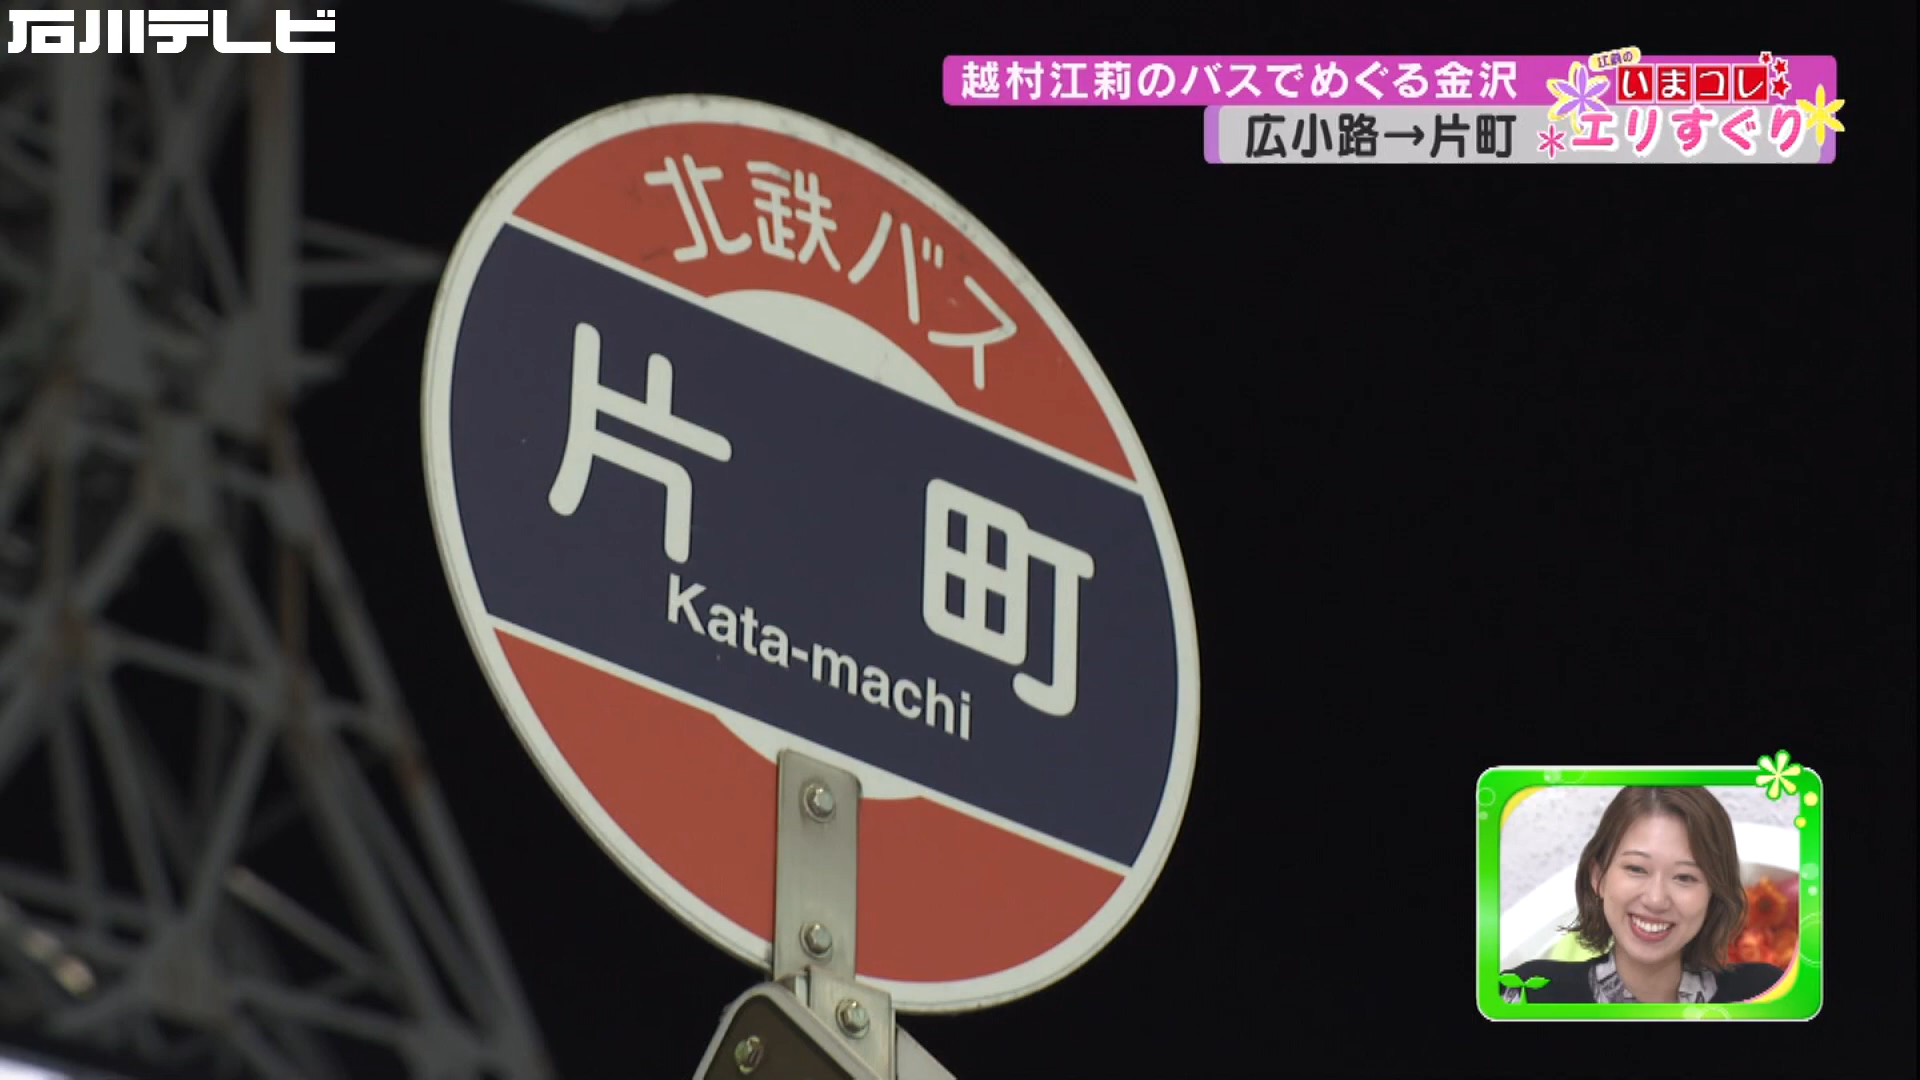 石川テレビ
越村江莉のバスでめぐる金沢
江莉の
いまコレ
広小路→片町
エリすぐり
北鉄バス
片町
Kata-machi